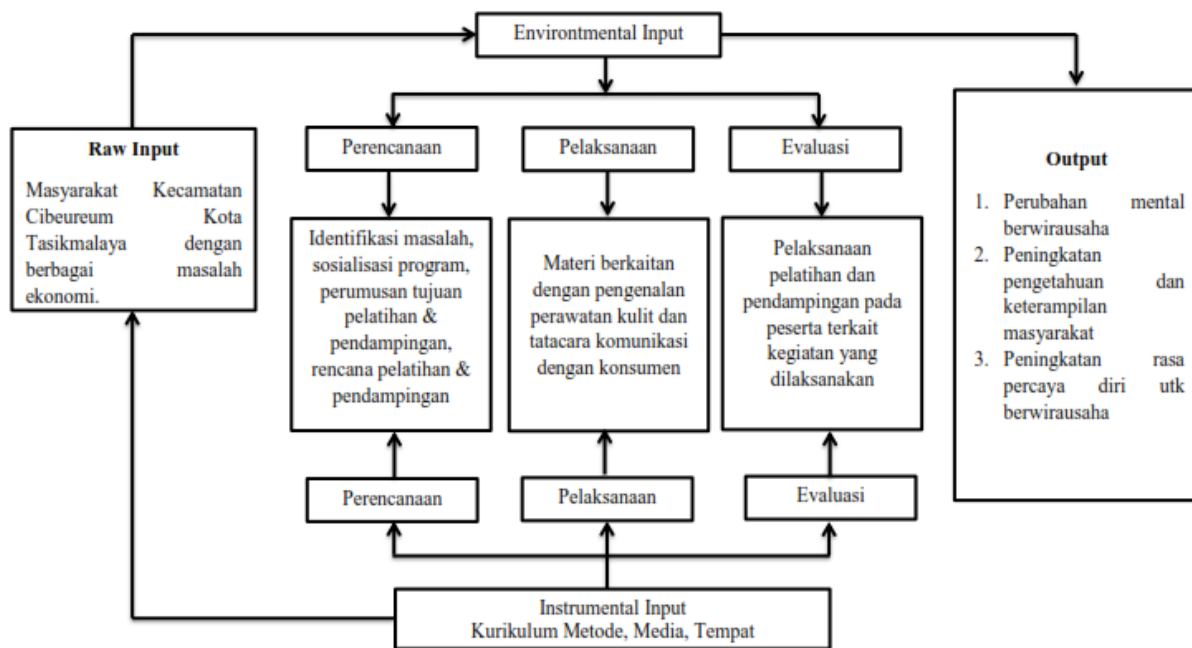 Environtmental Input
Raw Input
Masyarakat Kecamatan
Cibeureum Kota
Tasikmalaya dengan
berbagai masalah
ekonomi.
Perencanaan
Pelaksanaan
Evaluasi
Identifikasi masalah,
sosialisasi program,
perumusan tujuan
pelatihan &
pendampingan,
rencana pelatihan &
pendampingan
Materi berkaitan
dengan pengenalan
perawatan kulit dan
tatacara komunikasi
dengan konsumen
Pelaksanaan
pelatihan dan
pendampingan pada
peserta terkait
kegiatan yang
dilaksanakan
Output
1. Perubahan mental
berwirausaha
2. Peningkatan
pengetahuan dan
keterampilan
masyarakat
3. Peningkatan rasa
percaya diri utk
berwirausaha
Perencanaan
Pelaksanaan
Evaluasi
Instrumental Input
Kurikulum Metode, Media, Tempat